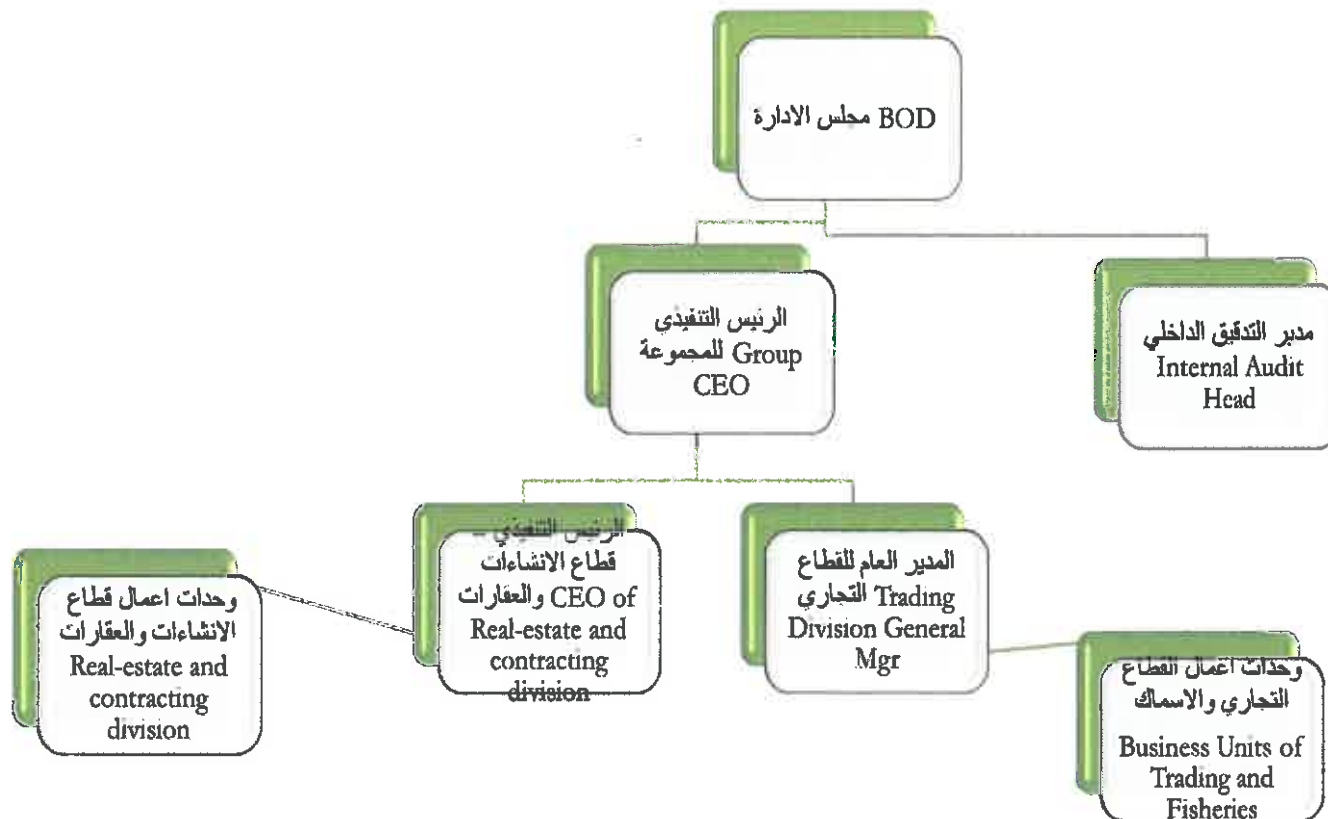 BOD مجلس الادارة
الرئيس التنفيذي
للمجموعة Group
CEO
مدير التدقيق الداخلي
Internal Audit
Head
الرئيس التنفيذي –
قطاع الانشاءات
والعقارات CEO of
Real-estate and
contracting
division
المدير العام للقطاع
التجاري Trading
Division General
Mgr
وحدات اعمال قطاع
الانشاءات والعقارات
Real-estate and
contracting
division
وحدات اعمال القطاع
التجاري والاسماك
Business Units of
Trading and
Fisheries